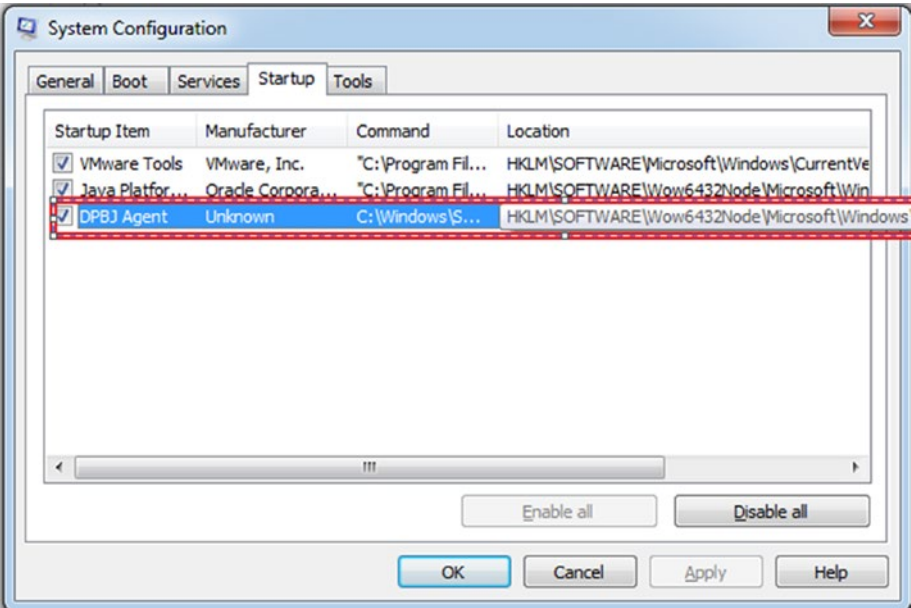 System Configuration
General Boot Services Startup Tools
Startup Item Manufacturer Command Location
VMware Tools VMware, Inc. "C:\Program Fil... HKLM\SOFTWARE\Microsoft\Windows\CurrentVe
Java Platfor... Oracle Corpora... "C:\Program Fil... HKLM\SOFTWARE\Wow6432Node\Microsoft\Win
DPBJ Agent Unknown C:\Windows\S... HKLM\SOFTWARE\Wow6432Node\Microsoft\Windows\
Enable all Disable all
OK Cancel Apply Help